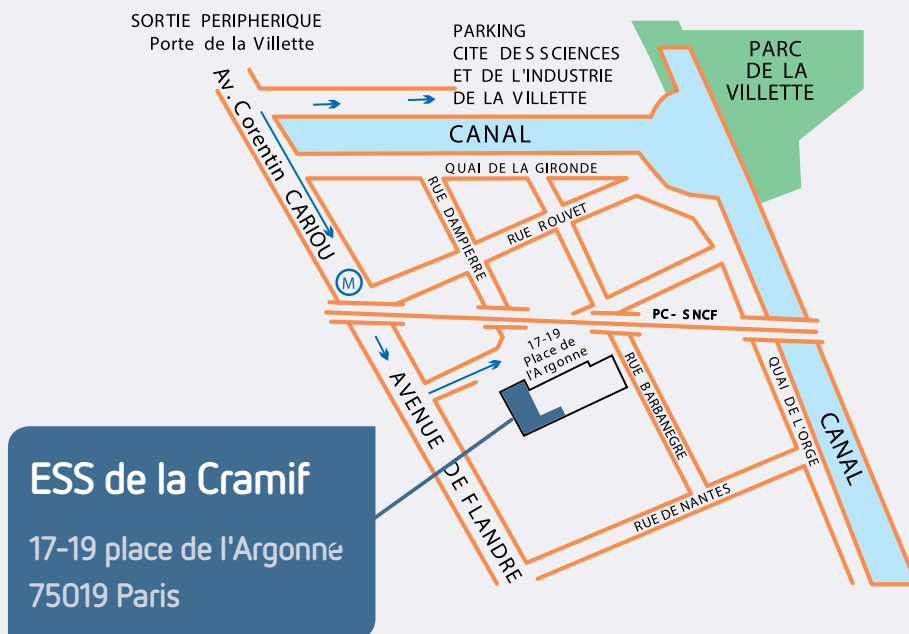 SORTIE PERIPHERIQUE
Porte de la Villette
PARKING
CITE DES SCIENCES
ET DE L'INDUSTRIE
DE LA VILLETTE
PARC
DE LA
VILLETTE
Av. Corentin CARIOU
CANAL
QUAI DE LA GIRONDE
RUE DAMPIERRE
RUE ROUVET
M
PC- SNCF
17-19
Place de
l'Argonne
RUE BARBANEGRE
QUAI DE L'ORGE
CANAL
AVENUE DE FLANDRE
RUE DE NANTES
ESS de la Cramif
17-19 place de l'Argonne
75019 Paris